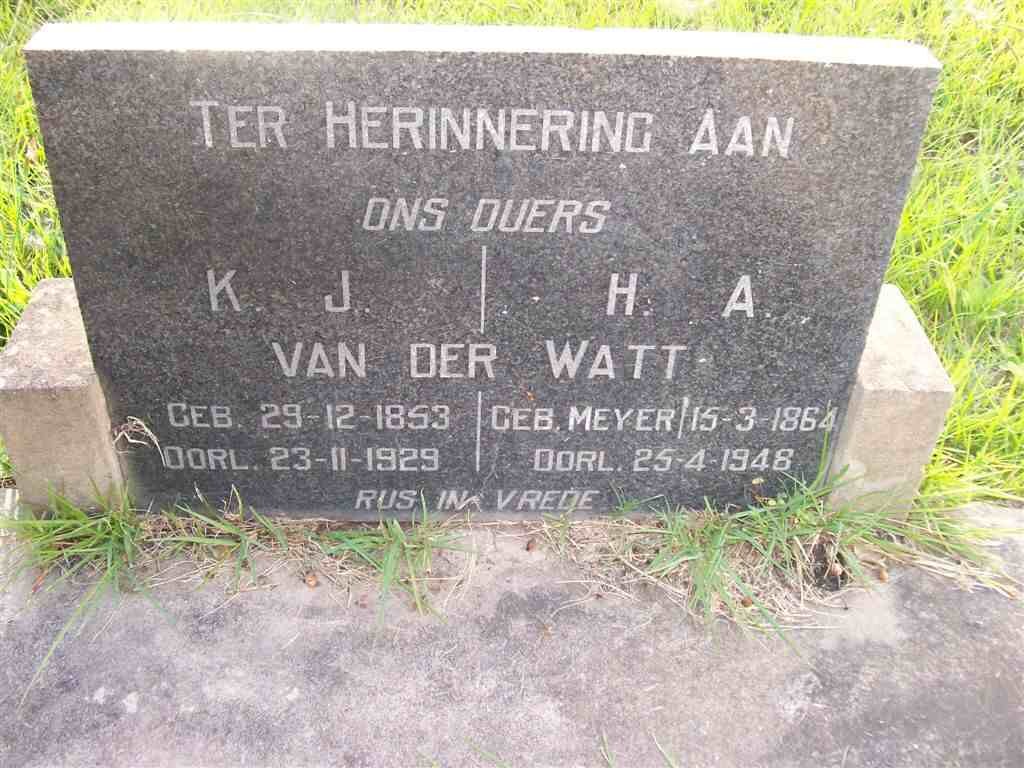 TER HERINNERING AAN
ONS OUERS
K. J. | H. A.
VAN DER WATT
GEB. 29-12-1853 | GEB. MEYER | 15-3-1864
OORL. 23-11-1929 | OORL. 25-4-1948
RUS IN VREDE